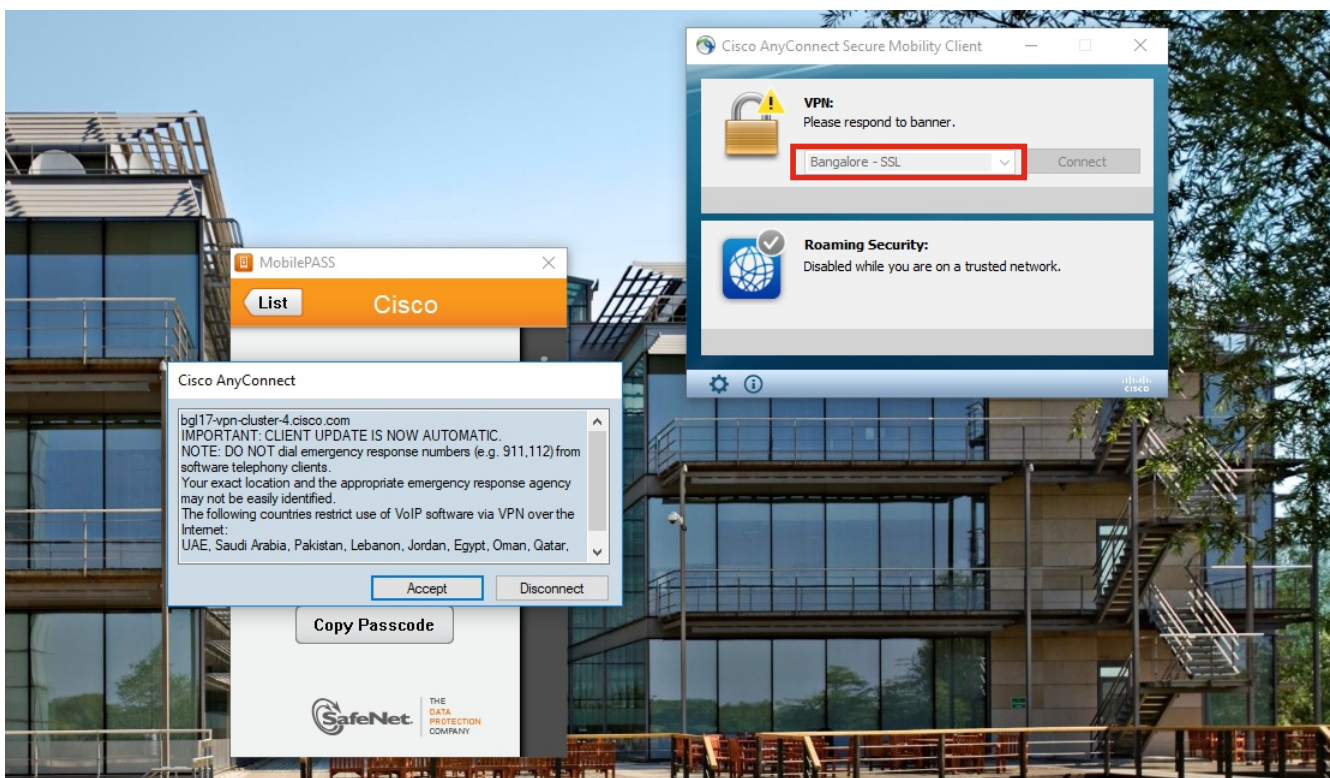 Cisco AnyConnect Secure Mobility Client
VPN:
Please respond to banner.
Bangalore - SSL
Connect
Roaming Security:
Disabled while you are on a trusted network.
cisco
MobilePASS
List
Cisco
Cisco AnyConnect
bgl17-vpn-cluster-4.cisco.com
IMPORTANT: CLIENT UPDATE IS NOW AUTOMATIC.
NOTE: DO NOT dial emergency response numbers (e.g. 911,112) from
software telephony clients.
Your exact location and the appropriate emergency response agency
may not be easily identified.
The following countries restrict use of VoIP software via VPN over the
Internet:
UAE, Saudi Arabia, Pakistan, Lebanon, Jordan, Egypt, Oman, Qatar,
Accept
Disconnect
Copy Passcode
SafeNet.
THE
DATA
PROTECTION
COMPANY